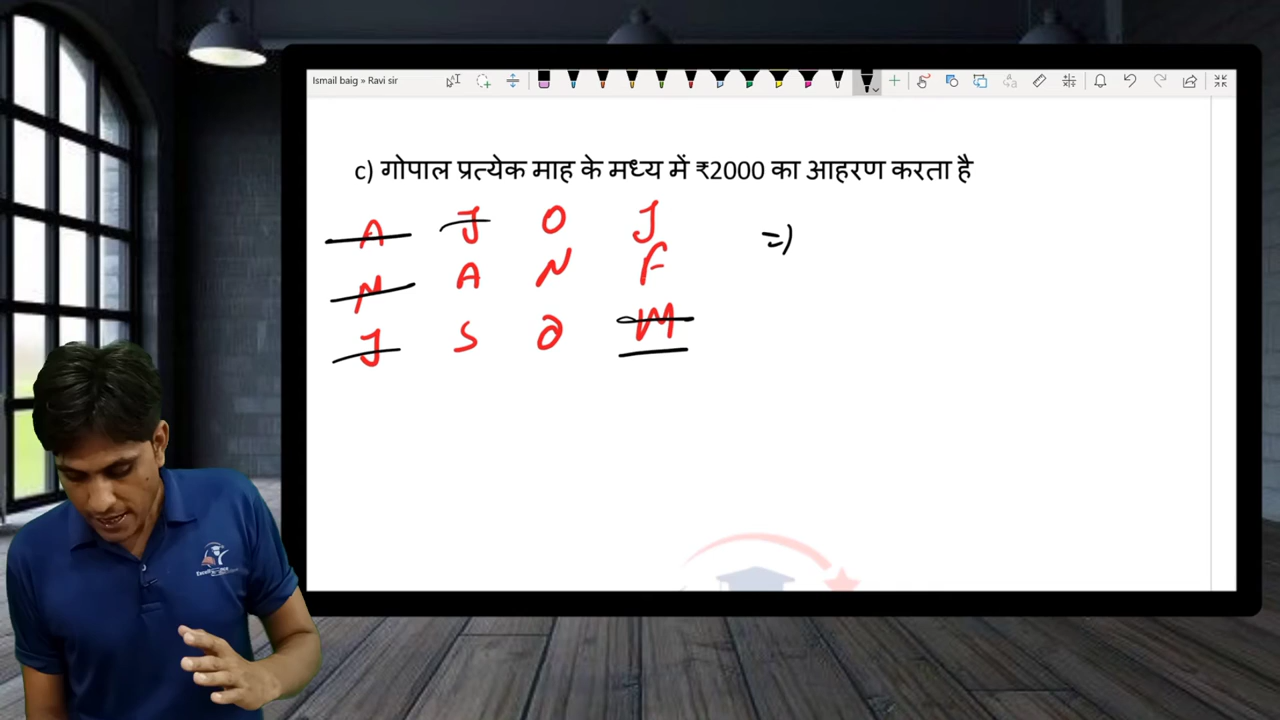 Ismail baig » Ravi sir
c) गोपाल प्रत्येक माह के मध्य में ₹2000 का आहरण करता है
A J O J =)
M A N F
J S D M